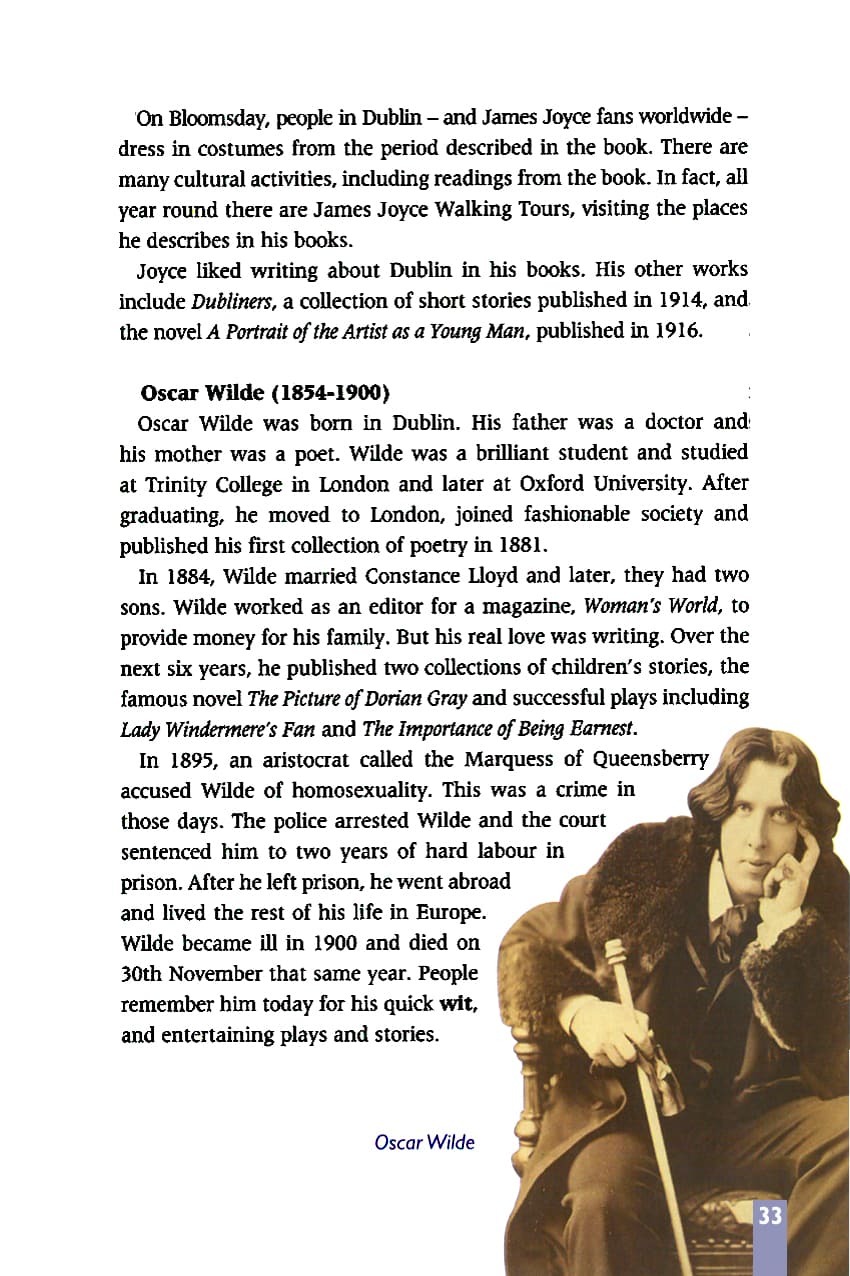 On Bloomsday, people in Dublin – and James Joyce fans worldwide –
dress in costumes from the period described in the book. There are
many cultural activities, including readings from the book. In fact, all
year round there are James Joyce Walking Tours, visiting the places
he describes in his books.
Joyce liked writing about Dublin in his books. His other works
include Dubliners, a collection of short stories published in 1914, and
the novel A Portrait of the Artist as a Young Man, published in 1916.
Oscar Wilde (1854-1900)
Oscar Wilde was born in Dublin. His father was a doctor and
his mother was a poet. Wilde was a brilliant student and studied
at Trinity College in London and later at Oxford University. After
graduating, he moved to London, joined fashionable society and
published his first collection of poetry in 1881.
In 1884, Wilde married Constance Lloyd and later, they had two
sons. Wilde worked as an editor for a magazine, Woman's World, to
provide money for his family. But his real love was writing. Over the
next six years, he published two collections of children's stories, the
famous novel The Picture of Dorian Gray and successful plays including
Lady Windermere's Fan and The Importance of Being Earnest.
In 1895, an aristocrat called the Marquess of Queensberry
accused Wilde of homosexuality. This was a crime in
those days. The police arrested Wilde and the court
sentenced him to two years of hard labour in
prison. After he left prison, he went abroad
and lived the rest of his life in Europe.
Wilde became ill in 1900 and died on
30th November that same year. People
remember him today for his quick wit,
and entertaining plays and stories.
Oscar Wilde
33